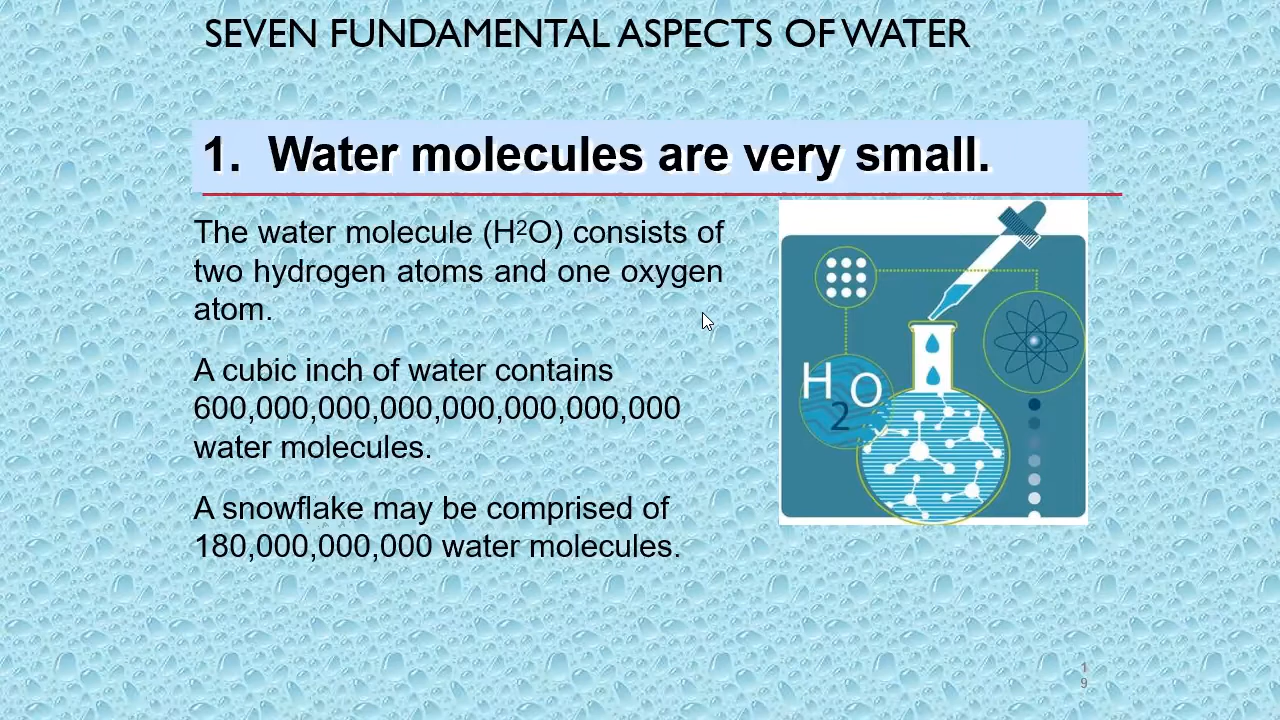 SEVEN FUNDAMENTAL ASPECTS OF WATER
1. Water molecules are very small.
The water molecule (H²O) consists of
two hydrogen atoms and one oxygen
atom.
A cubic inch of water contains
600,000,000,000,000,000,000,000
water molecules.
A snowflake may be comprised of
180,000,000,000 water molecules.
H2O
1
9